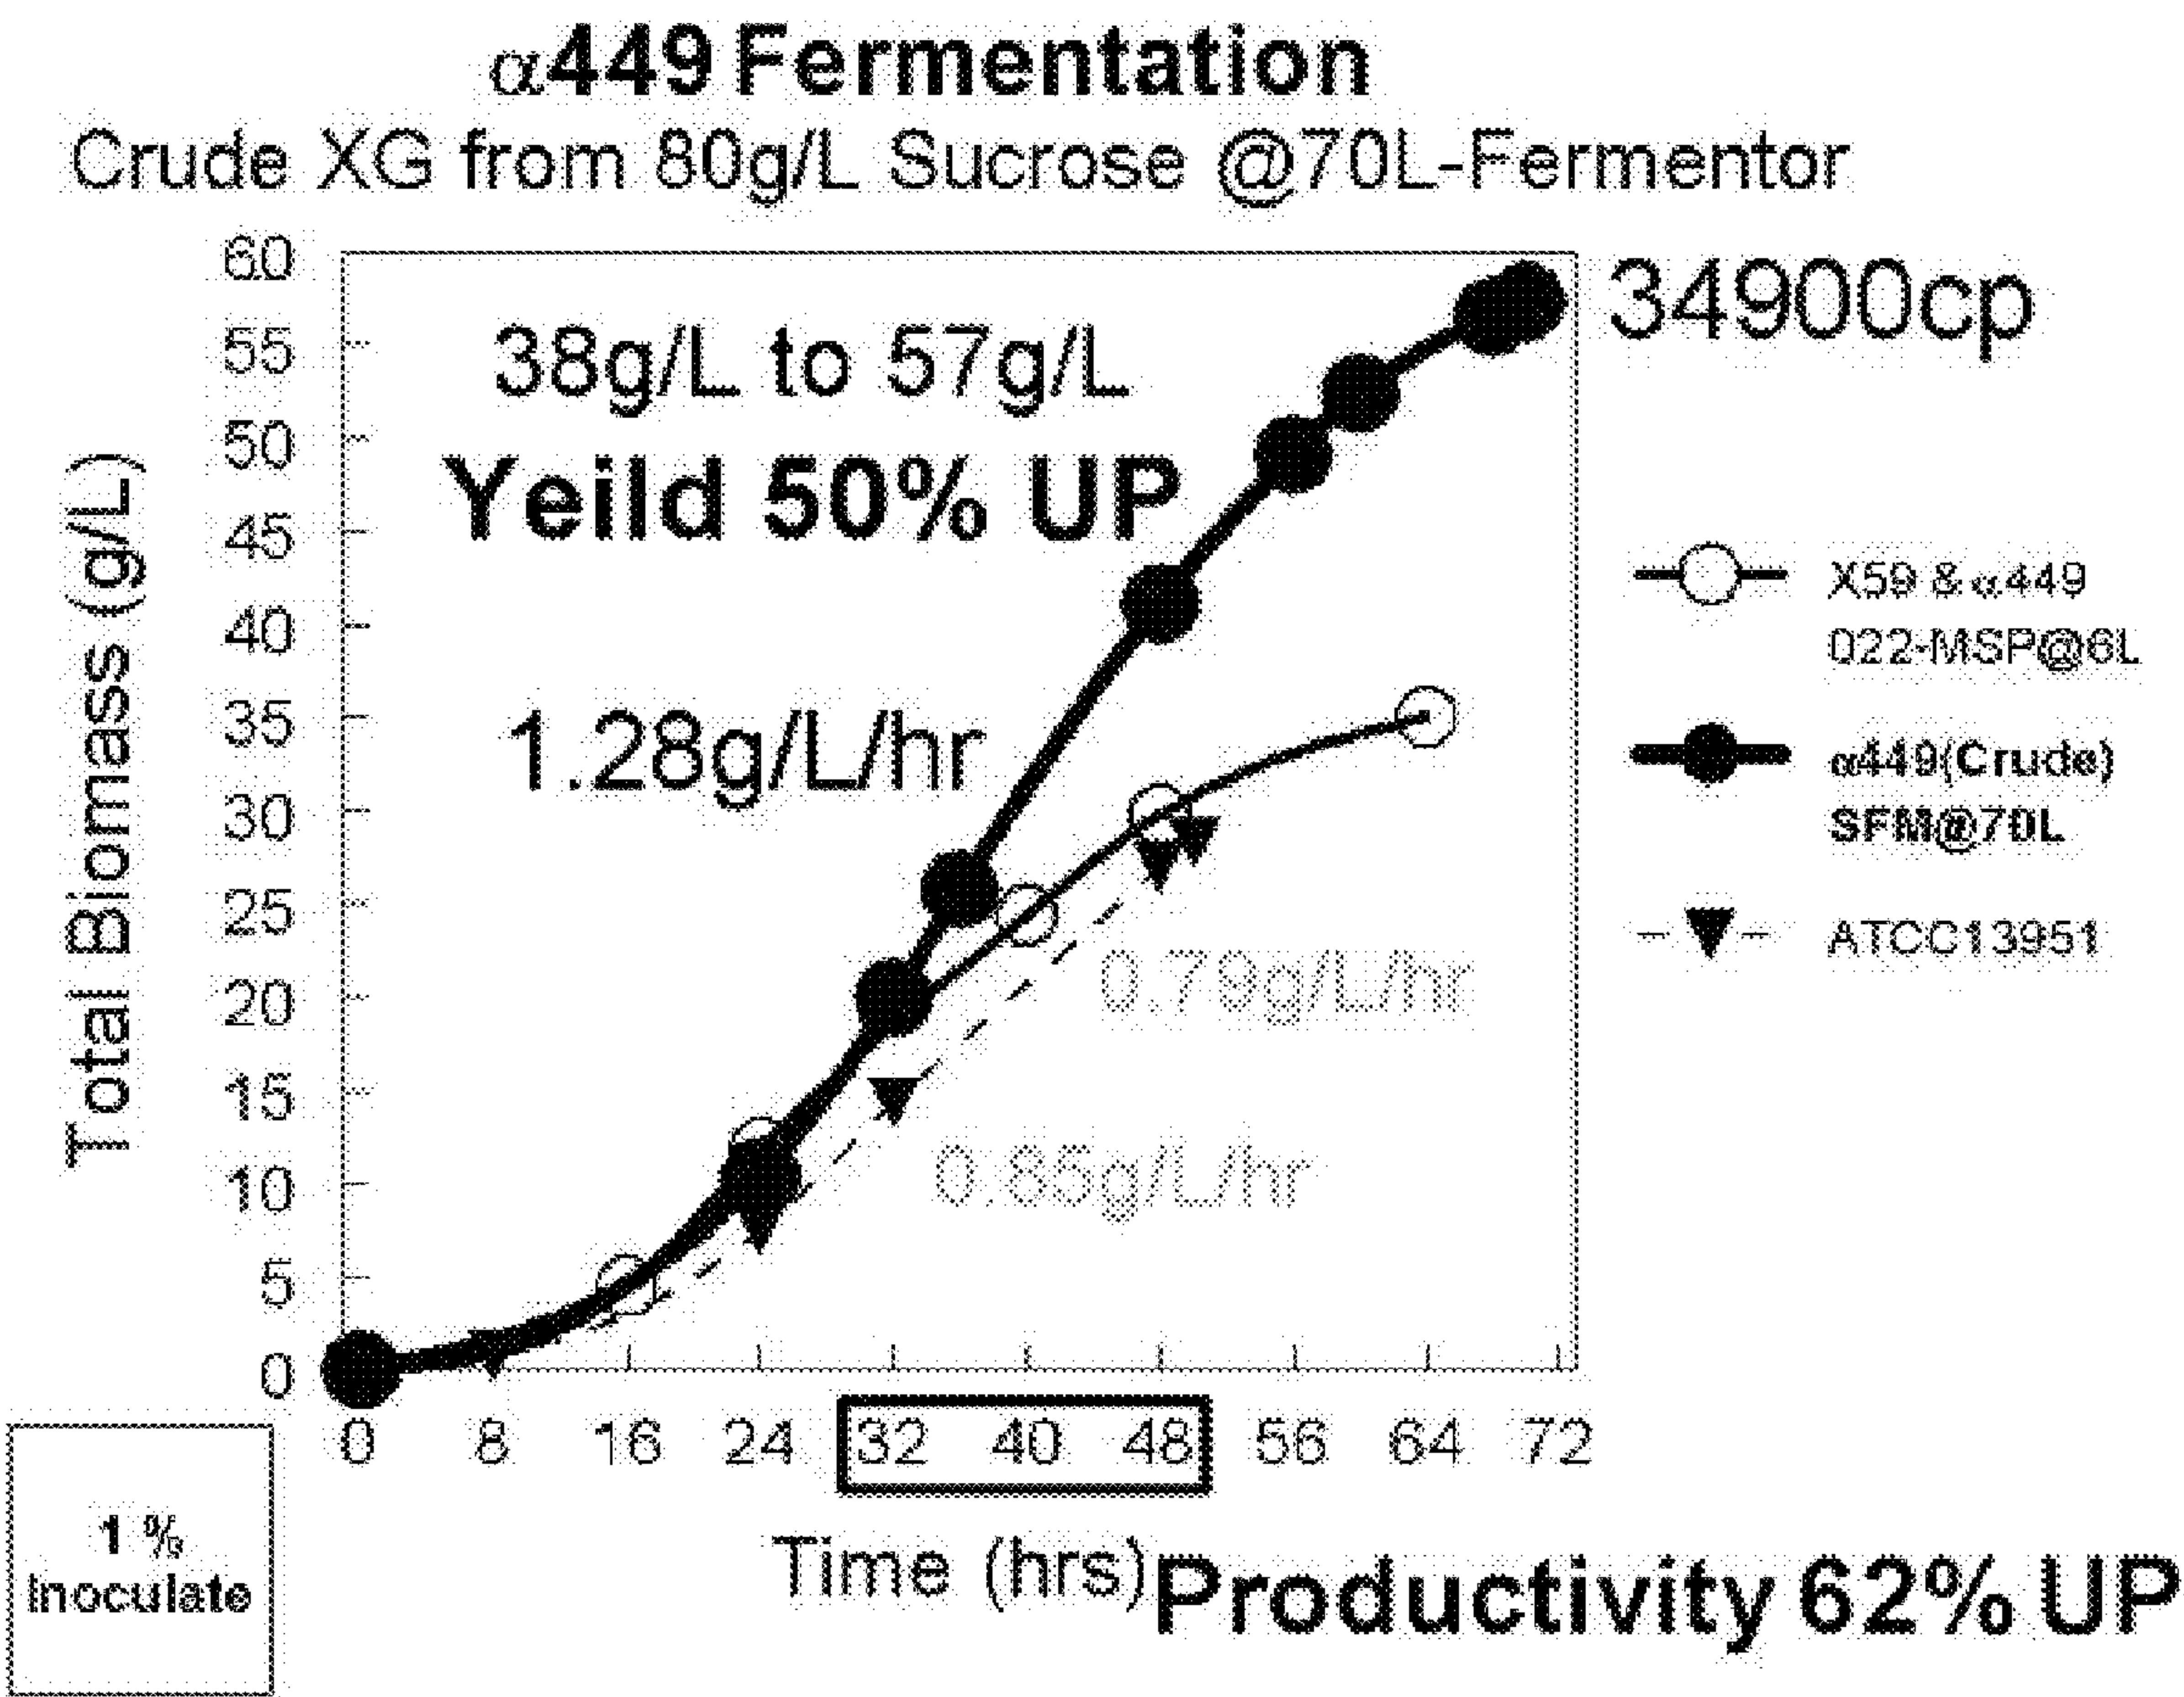 α449 Fermentation
Crude XG from 80g/L Sucrose @70L-Fermentor
60
55
50
45
40
35
30
25
20
15
10
5
0
Total Biomass (g/L)
38g/L to 57g/L
Yeild 50% UP
1.28g/L/hr
0.79g/L/hr
0.85g/L/hr
34900cp
X59 & α449
022-MSP@6L
α449(Crude)
SFM@70L
ATCC13951
0 8 16 24 32 40 48 56 64 72
Time (hrs)
Productivity 62% UP
1 %
Inoculate